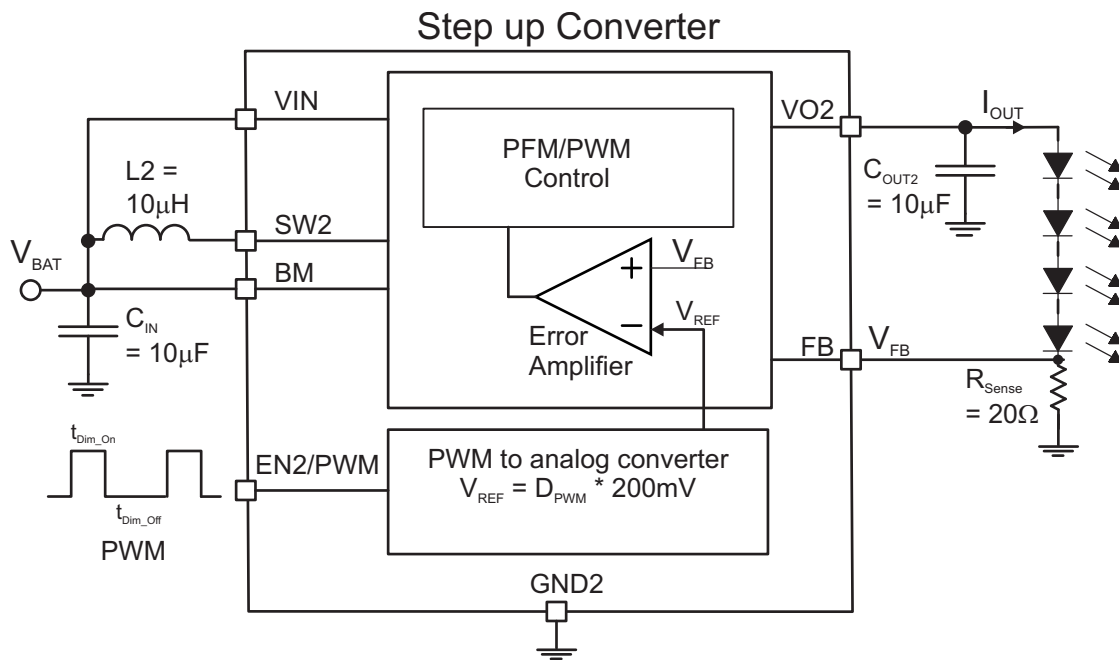 Step up Converter
VIN
L2 =
10µH
SW2
V_BAT
BM
C_IN
= 10µF
PFM/PWM
Control
+ V_FB
− V_REF
Error
Amplifier
VO2
I_OUT
C_OUT2
= 10µF
FB
V_FB
R_Sense
= 20Ω
t_Dim_On
t_Dim_Off
PWM
EN2/PWM
PWM to analog converter
V_REF = D_PWM * 200mV
GND2